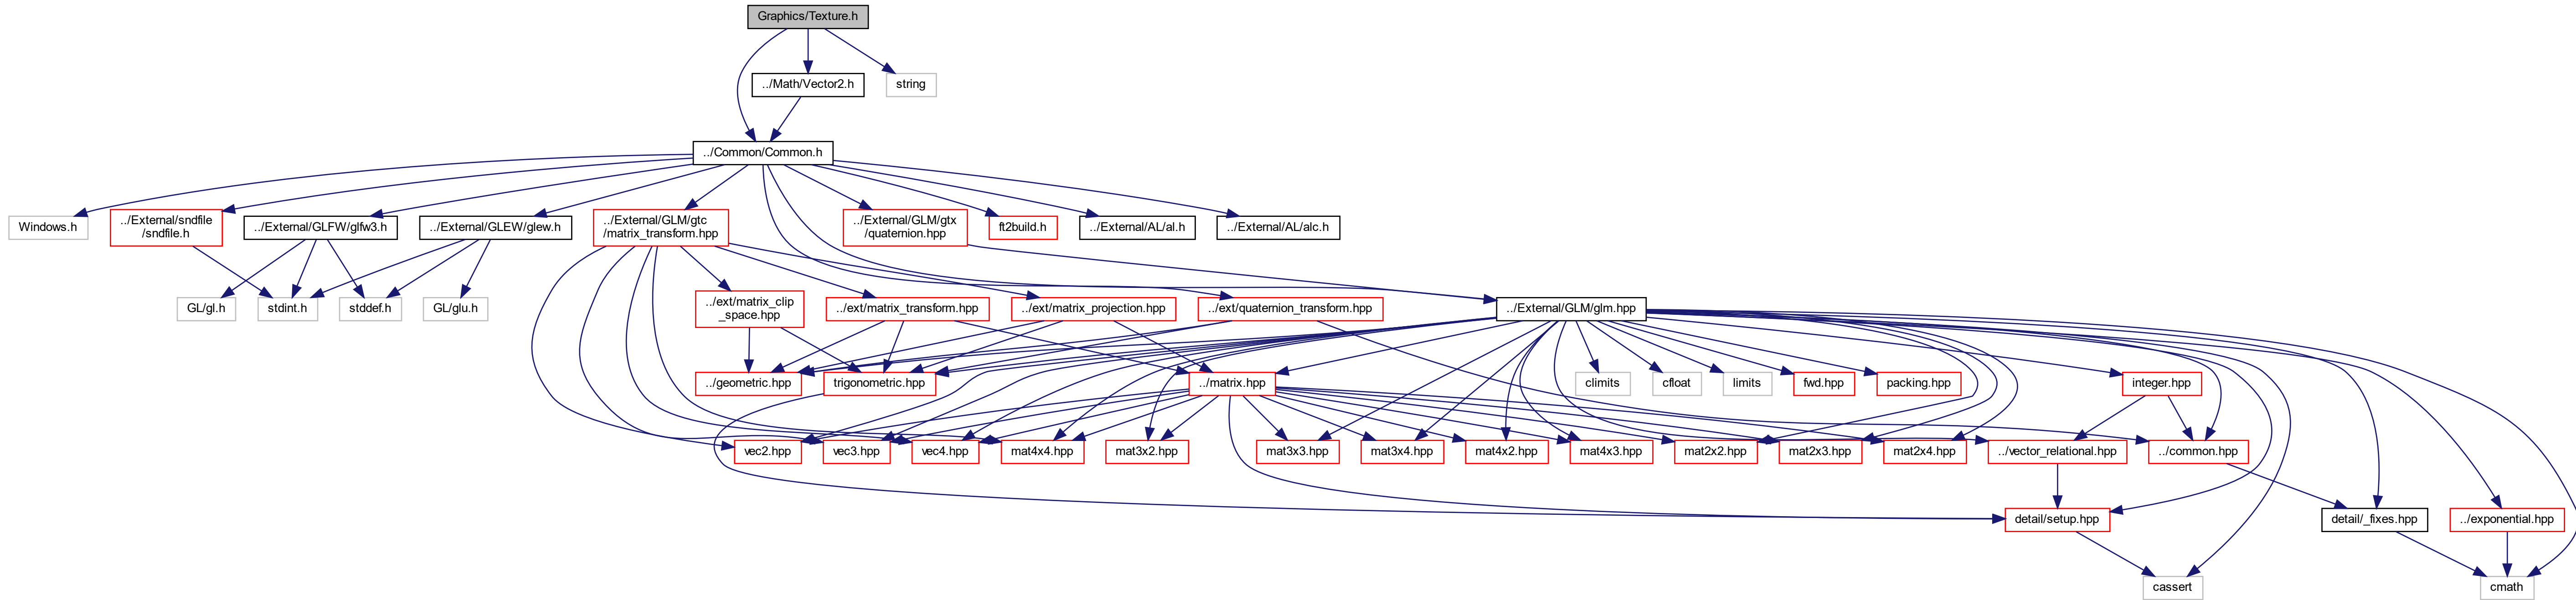 Graphics/Texture.h
../Math/Vector2.h
string
../Common/Common.h
Windows.h
../External/sndfile
/sndfile.h
../External/GLFW/glfw3.h
../External/GLEW/glew.h
../External/GLM/gtc
/matrix_transform.hpp
../External/GLM/gtx
/quaternion.hpp
ft2build.h
../External/AL/al.h
../External/AL/alc.h
GL/gl.h
stdint.h
stddef.h
GL/glu.h
../ext/matrix_clip
_space.hpp
../ext/matrix_transform.hpp
../ext/matrix_projection.hpp
../ext/quaternion_transform.hpp
../External/GLM/glm.hpp
../geometric.hpp
trigonometric.hpp
../matrix.hpp
climits
cfloat
limits
fwd.hpp
packing.hpp
integer.hpp
vec2.hpp
vec3.hpp
vec4.hpp
mat4x4.hpp
mat3x2.hpp
mat3x3.hpp
mat3x4.hpp
mat4x2.hpp
mat4x3.hpp
mat2x2.hpp
mat2x3.hpp
mat2x4.hpp
../vector_relational.hpp
../common.hpp
detail/setup.hpp
detail/_fixes.hpp
../exponential.hpp
cassert
cmath